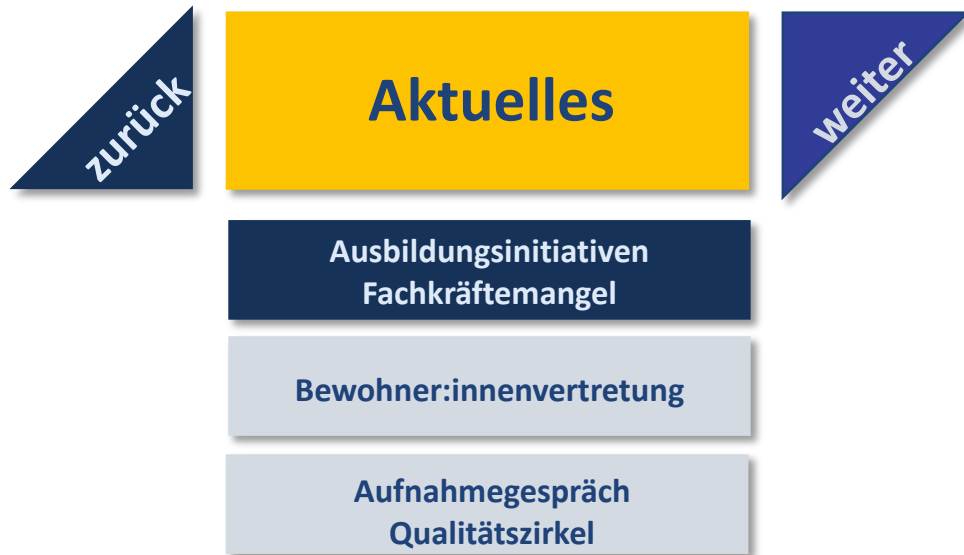 zurück
Aktuelles
weiter
Ausbildungsinitiativen
Fachkräftemangel
Bewohner:innenvertretung
Aufnahmegespräch
Qualitätszirkel